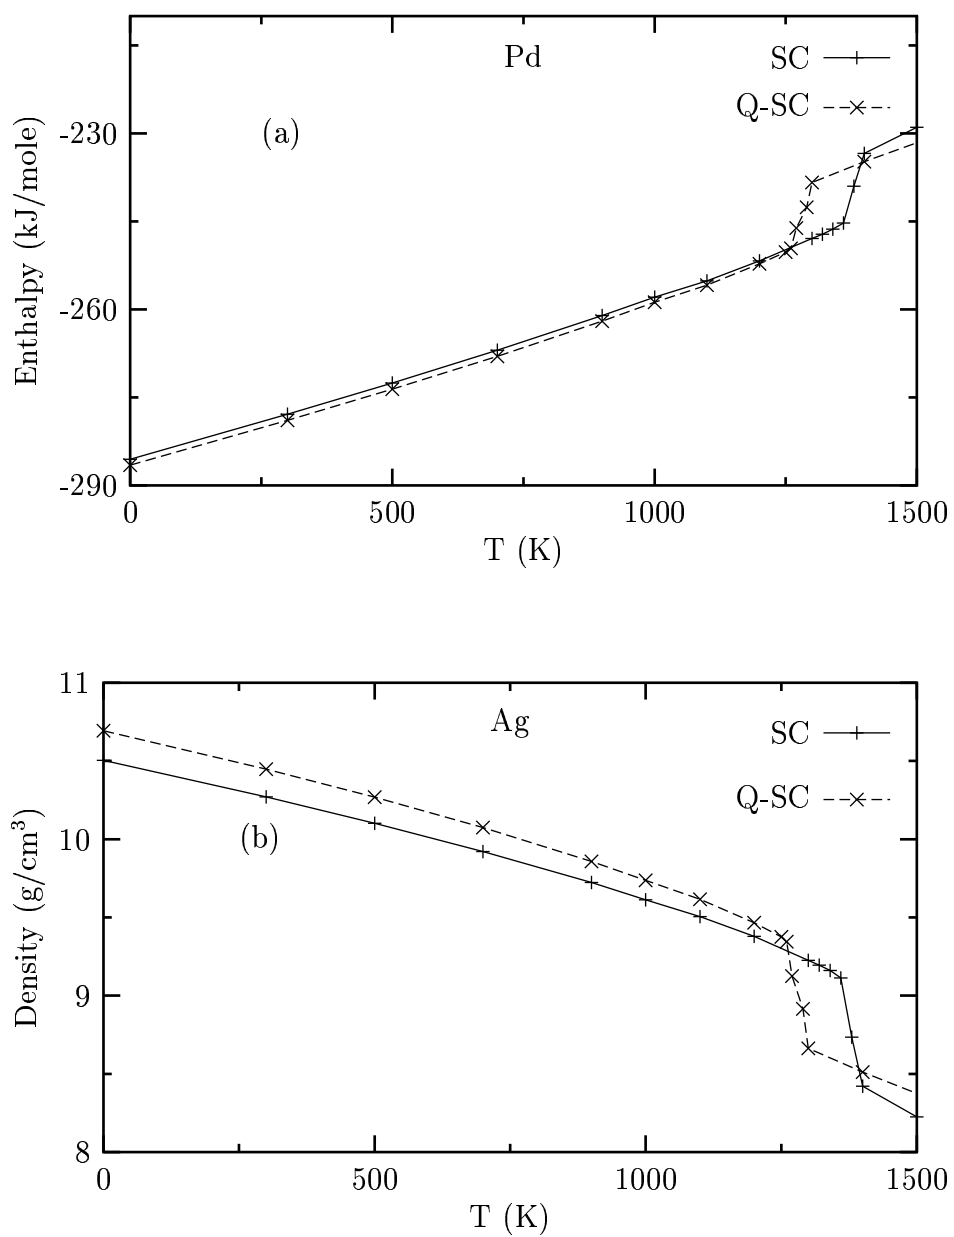 Pd
SC
Q-SC
(a)
Enthalpy (kJ/mole)
-230
-260
-290
0
500
1000
1500
T (K)
Ag
SC
Q-SC
(b)
Density (g/cm³)
11
10
9
8
0
500
1000
1500
T (K)